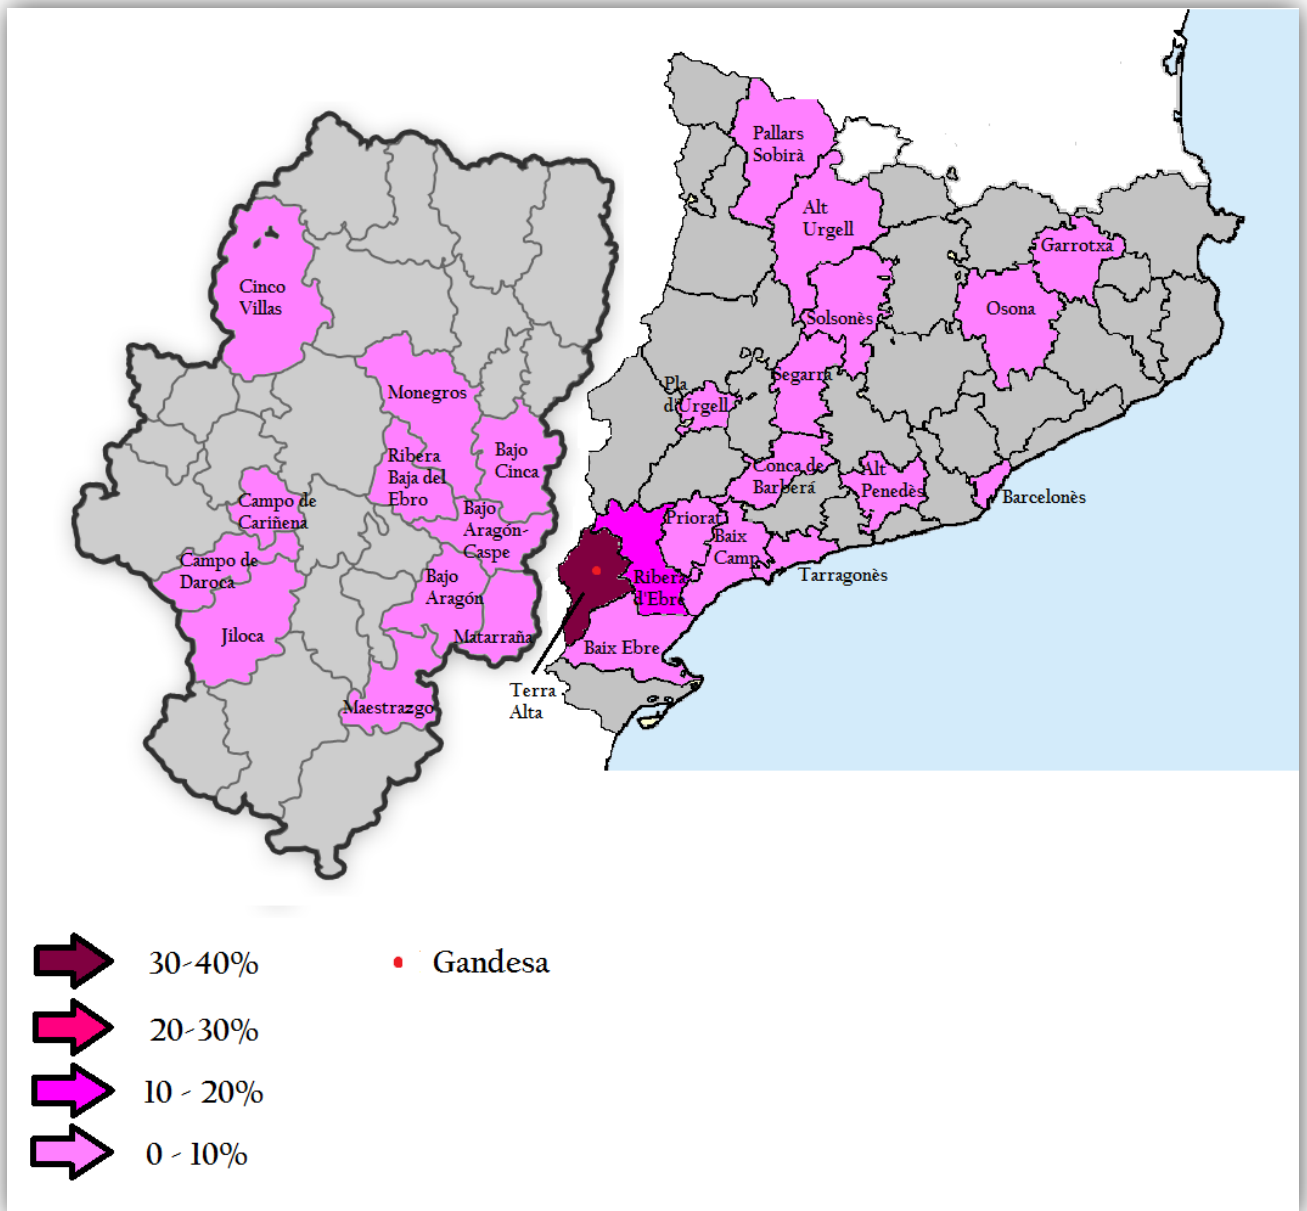 Pallars
Sobirà
Alt
Urgell
Garrotxa
Osona
Solsonès
Segarra
Pla
d'Urgell
Conca de
Barberá
Alt
Penedès
Barcelonès
Priorat
Baix
Camp
Tarragonès
Ribera
d'Ebre
Baix Ebre
Terra
Alta
Cinco
Villas
Monegros
Ribera
Baja del
Ebro
Bajo
Cinca
Bajo
Aragón-
Caspe
Campo de
Cariñena
Campo de
Daroca
Jiloca
Bajo
Aragón
Matarraña
Maestrazgo
30-40%
Gandesa
20-30%
10 - 20%
0 - 10%